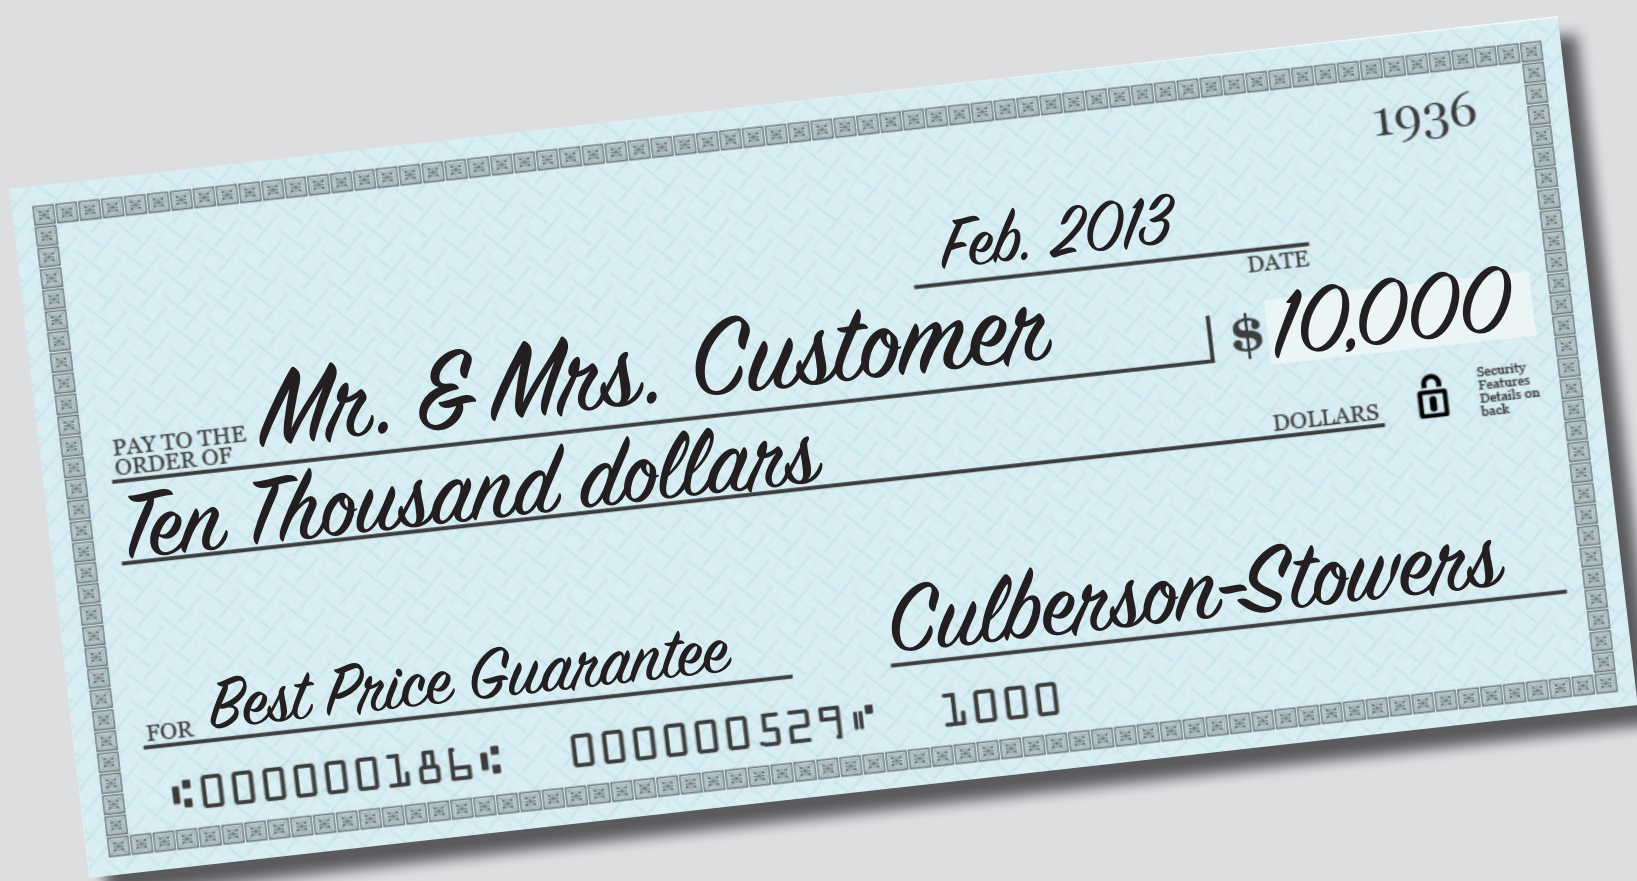 1936
Feb. 2013
DATE
PAY TO THE
ORDER OF
Mr. & Mrs. Customer
$ 10,000
Ten Thousand dollars
DOLLARS
Security
Features
Details on
back
FOR Best Price Guarantee
Culberson-Stowers
⑆000000186⑆ 000000529⑈ 1000